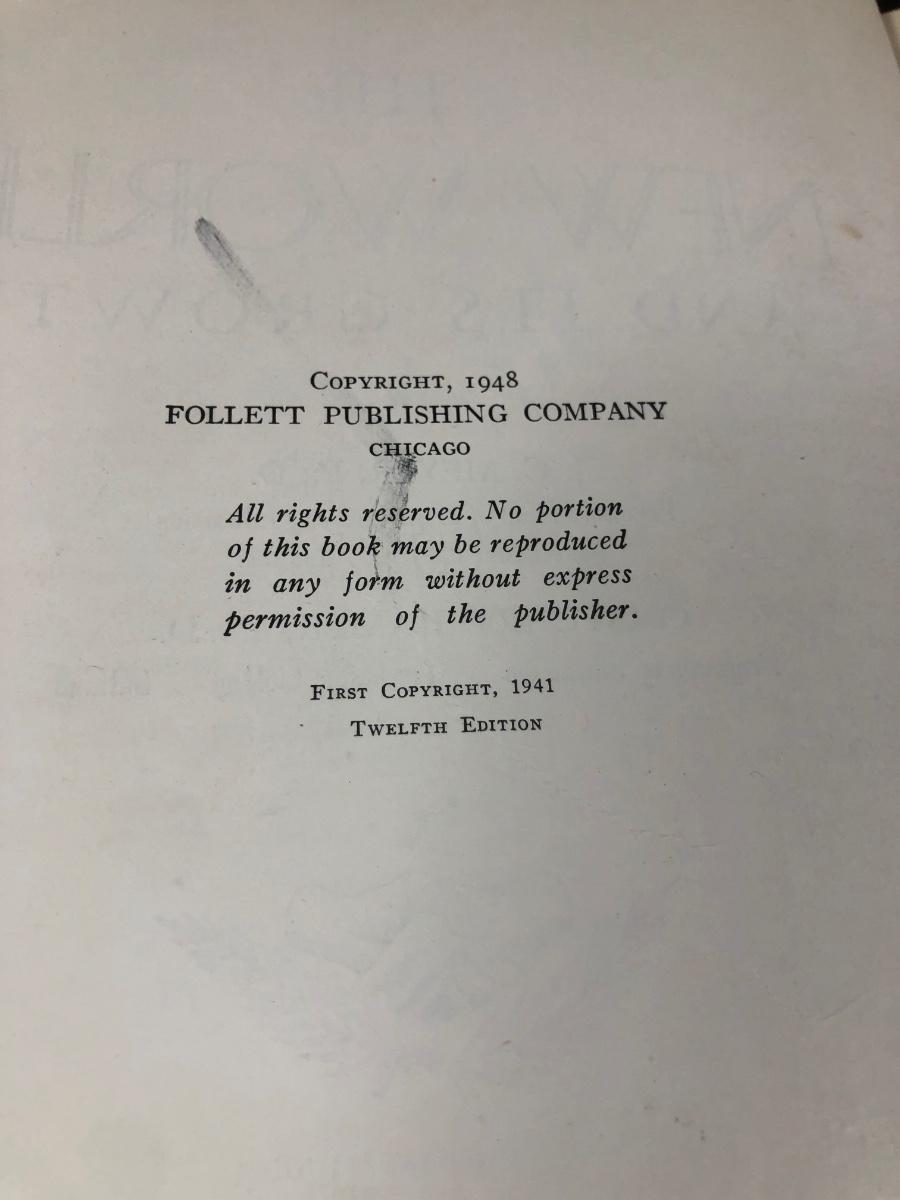 Copyright, 1948
FOLLETT PUBLISHING COMPANY
CHICAGO
All rights reserved. No portion
of this book may be reproduced
in any form without express
permission of the publisher.
First Copyright, 1941
Twelfth Edition